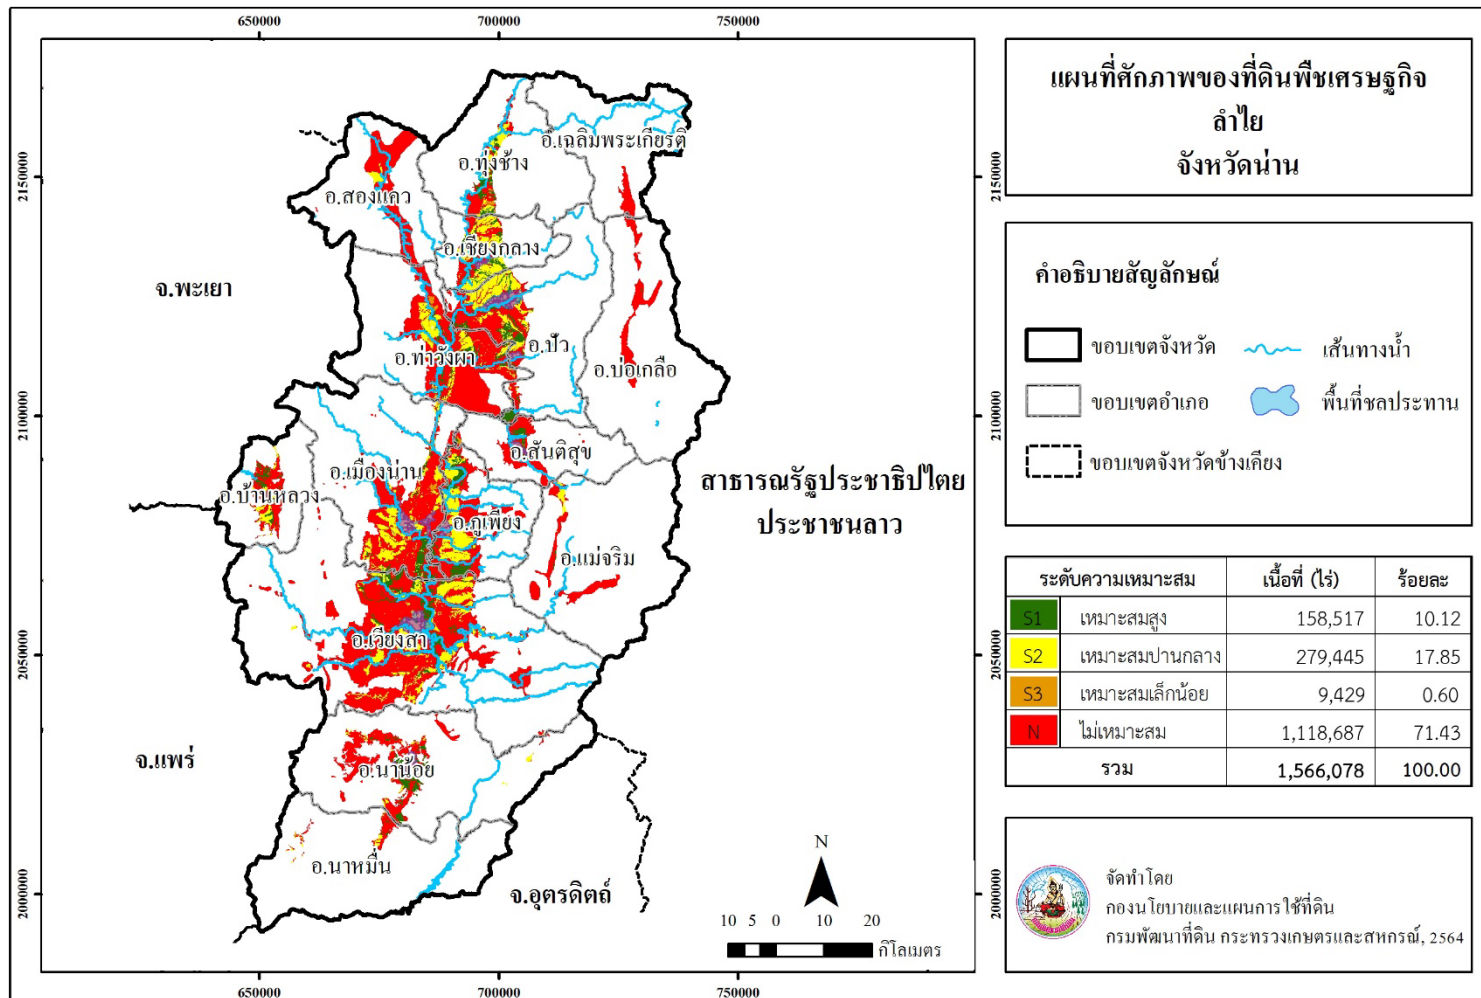 650000 700000 750000
แผนที่ศักภาพของที่ดินพืชเศรษฐกิจ
ลำไย
จังหวัดน่าน
2150000 2150000
2100000 2100000
2050000 2050000
2000000 2000000
อ.เฉลิมพระเกียรติ
อ.ทุ่งช้าง
อ.สองแคว
อ.เชียงกลาง
จ.พะเยา
อ.ปัว
อ.ท่าวังผา
อ.บ่อเกลือ
อ.สันติสุข
อ.เมืองน่าน
อ.บ้านหลวง
สาธารณรัฐประชาธิปไตย
ประชาชนลาว
อ.ภูเพียง
อ.แม่จริม
อ.เวียงสา
จ.แพร่
อ.นาน้อย
อ.นาหมื่น
จ.อุตรดิตถ์
N
10 5 0 10 20
กิโลเมตร
650000 700000 750000
คำอธิบายสัญลักษณ์
ขอบเขตจังหวัด เส้นทางน้ำ
ขอบเขตอำเภอ พื้นที่ชลประทาน
ขอบเขตจังหวัดข้างเคียง
ระดับความเหมาะสม เนื้อที่ (ไร่) ร้อยละ
S1 เหมาะสมสูง 158,517 10.12
S2 เหมาะสมปานกลาง 279,445 17.85
S3 เหมาะสมเล็กน้อย 9,429 0.60
N ไม่เหมาะสม 1,118,687 71.43
รวม 1,566,078 100.00
จัดทำโดย
กองนโยบายและแผนการใช้ที่ดิน
กรมพัฒนาที่ดิน กระทรวงเกษตรและสหกรณ์, 2564